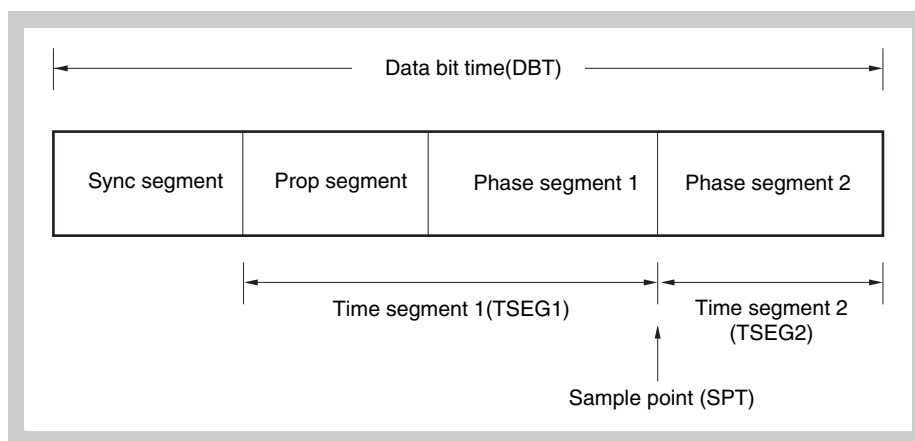 Data bit time(DBT)
Sync segment
Prop segment
Phase segment 1
Phase segment 2
Time segment 1(TSEG1)
Time segment 2
(TSEG2)
Sample point (SPT)